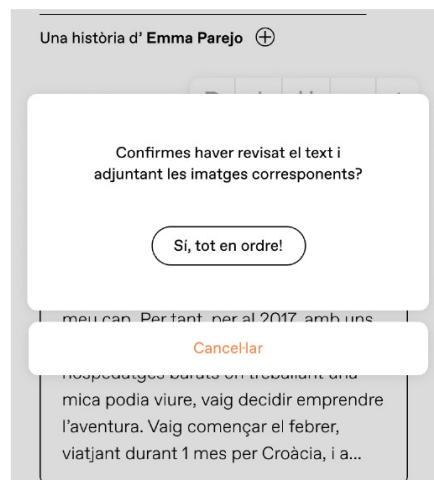 Una història d’ Emma Parejo
Confirmes haver revisat el text i
adjuntant les imatges corresponents?
Sí, tot en ordre!
meu cap. Per tant, per al 2017, amb uns
Cancel·lar
hospedatges barats on treballant una
mica podia viure, vaig decidir emprendre
l’aventura. Vaig començar el febrer,
viatjant durant 1 mes per Croàcia, i a...